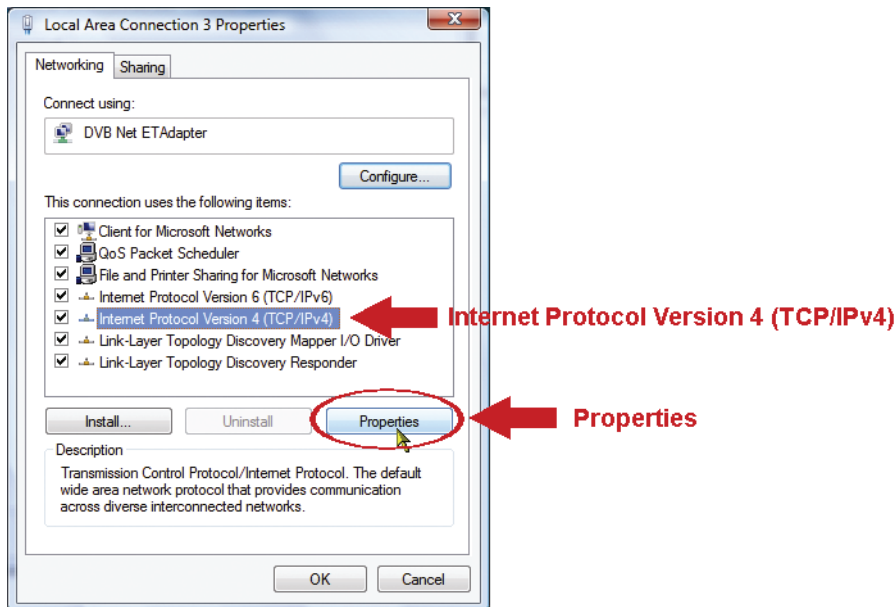 Local Area Connection 3 Properties
Networking
Sharing
Connect using:
DVB Net ETAdapter
Configure...
This connection uses the following items:
Client for Microsoft Networks
QoS Packet Scheduler
File and Printer Sharing for Microsoft Networks
Internet Protocol Version 6 (TCP/IPv6)
Internet Protocol Version 4 (TCP/IPv4)
Internet Protocol Version 4 (TCP/IPv4)
Link-Layer Topology Discovery Mapper I/O Driver
Link-Layer Topology Discovery Responder
Install...
Uninstall
Properties
Properties
Description
Transmission Control Protocol/Internet Protocol. The default
wide area network protocol that provides communication
across diverse interconnected networks.
OK
Cancel